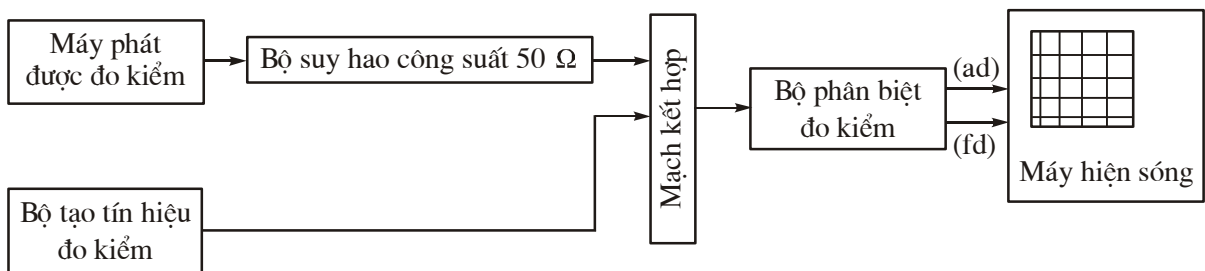 Máy phát
được đo kiểm
Bộ suy hao công suất 50 Ω
Mạch kết hợp
Bộ phân biệt
đo kiểm
(ad)
(fd)
Máy hiện sóng
Bộ tạo tín hiệu
đo kiểm